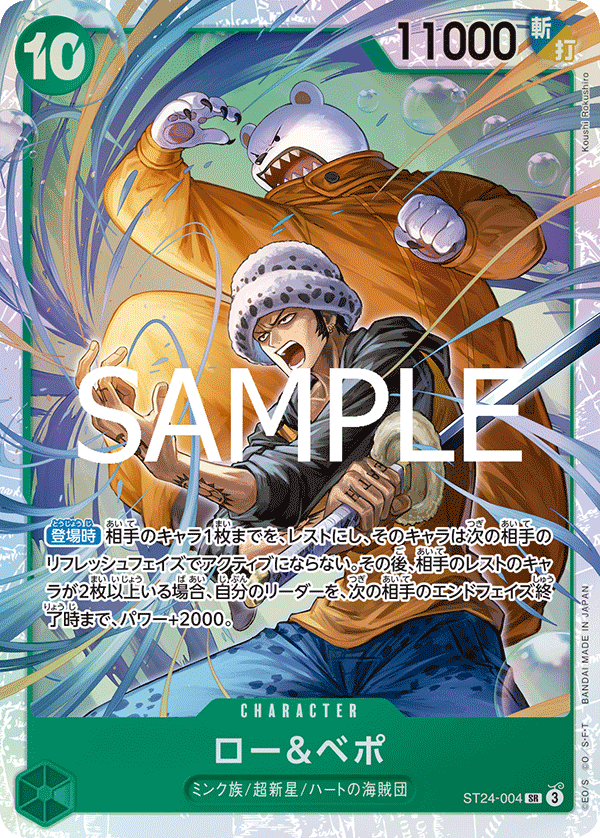 10
11000
斬
打
Koushi Rokushiro
SAMPLE
登場時 相手のキャラ1枚までを、レストにし、そのキャラは次の相手の
リフレッシュフェイズでアクティブにならない。その後、相手のレストのキャ
ラが2枚以上いる場合、自分のリーダーを、次の相手のエンドフェイズ終
了時まで、パワー+2000。
CHARACTER
ロー&ベポ
ミンク族/超新星/ハートの海賊団
ST24-004 SR 3
©E.O/S ©O/S・F・T BANDAI MADE IN JAPAN